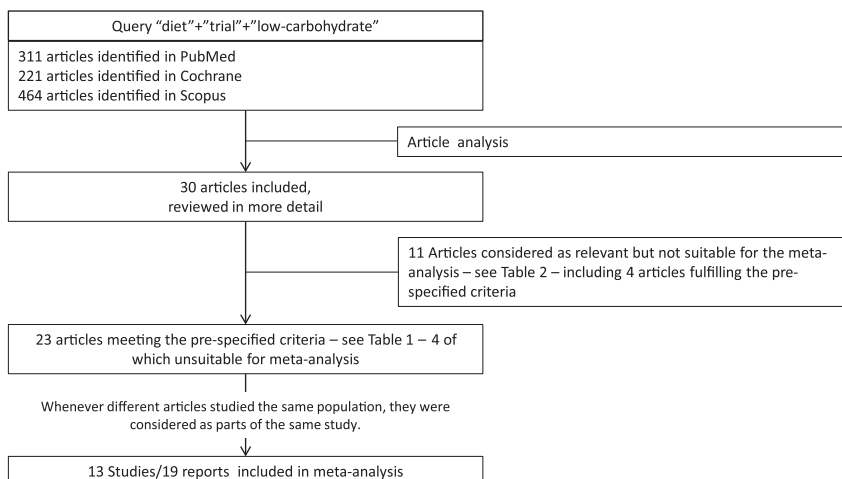 Query “diet”+”trial”+”low-carbohydrate”
311 articles identified in PubMed
221 articles identified in Cochrane
464 articles identified in Scopus
Article analysis
30 articles included,
reviewed in more detail
11 Articles considered as relevant but not suitable for the meta-
analysis – see Table 2 – including 4 articles fulfilling the pre-
specified criteria
23 articles meeting the pre-specified criteria – see Table 1 – 4 of
which unsuitable for meta-analysis
Whenever different articles studied the same population, they were
considered as parts of the same study.
13 Studies/19 reports included in meta-analysis